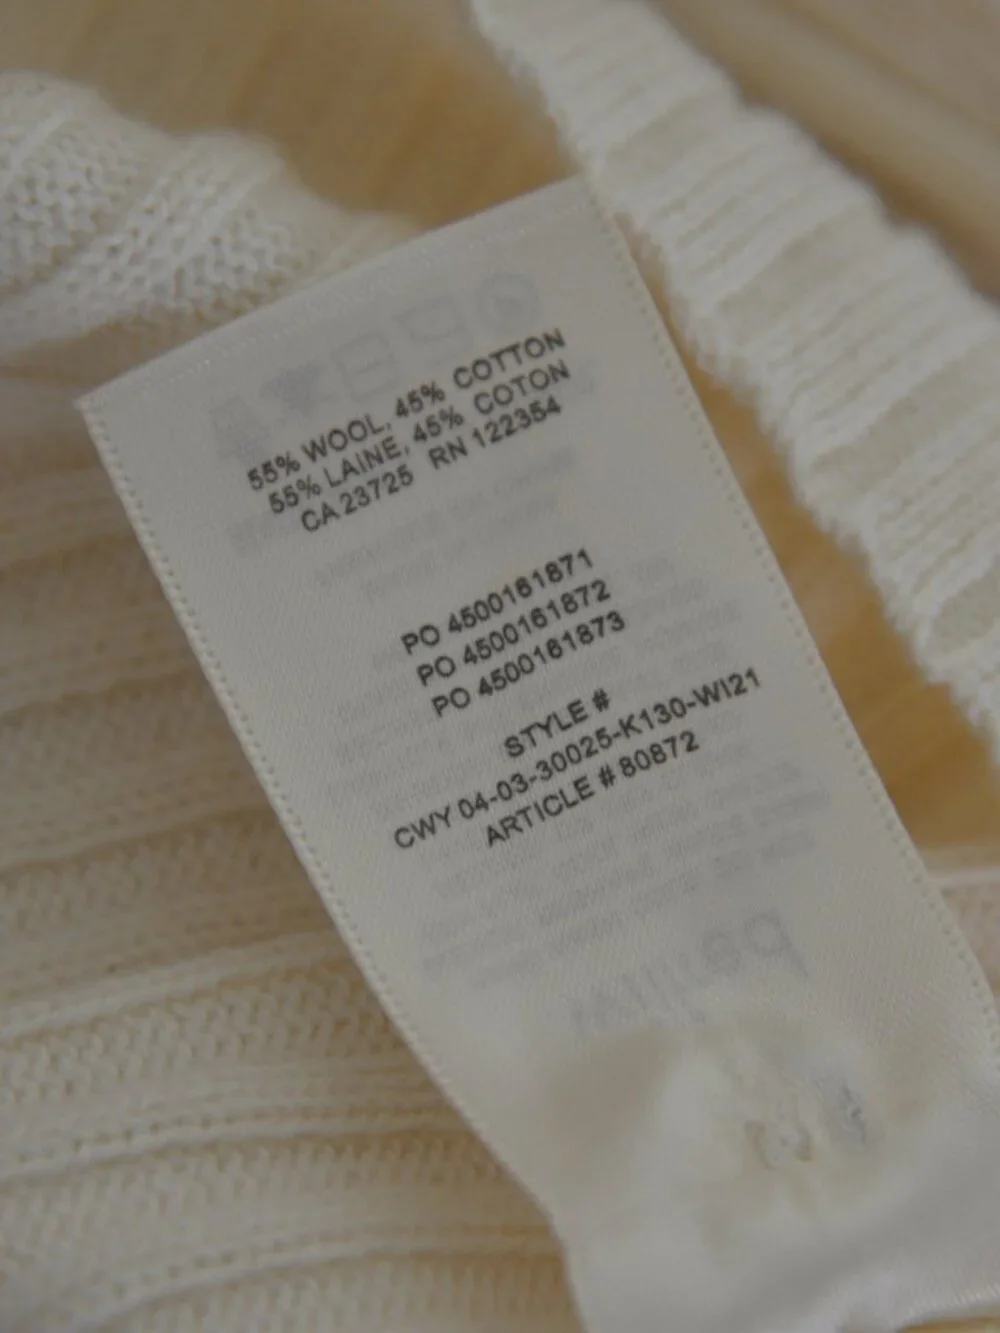 55% WOOL, 45% COTTON
55% LAINE, 45% COTON
CA 23725 RN 122354
PO 4500161871
PO 4500161872
PO 4500161873
STYLE #
CWY 04-03-30025-K130-WI21
ARTICLE # 80872